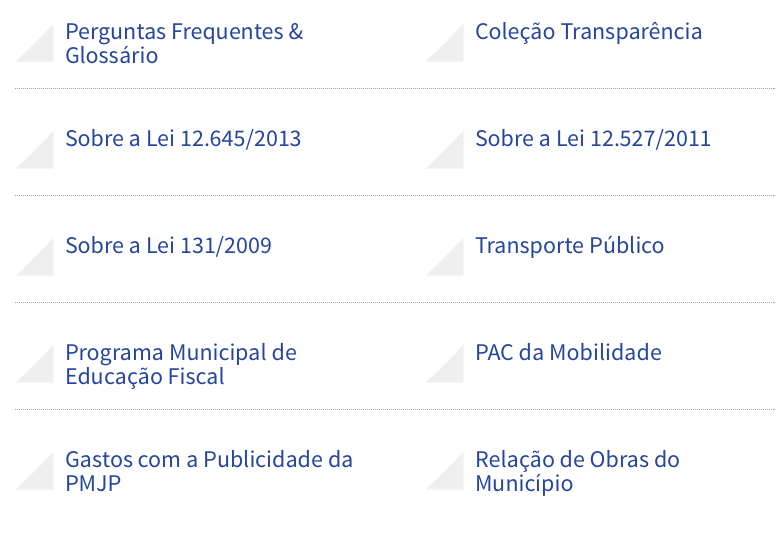 Perguntas Frequentes &
Glossário
Coleção Transparência
Sobre a Lei 12.645/2013
Sobre a Lei 12.527/2011
Sobre a Lei 131/2009
Transporte Público
Programa Municipal de
Educação Fiscal
PAC da Mobilidade
Gastos com a Publicidade da
PMJP
Relação de Obras do
Município